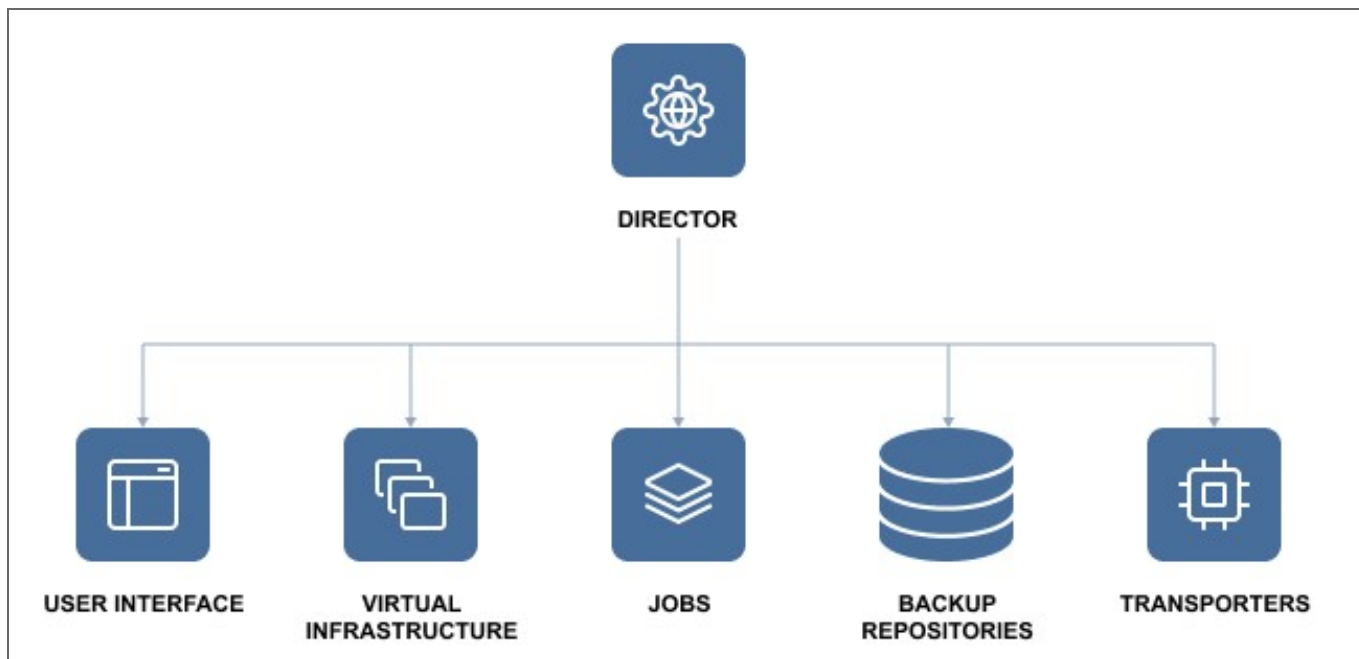 DIRECTOR
USER INTERFACE
VIRTUAL
INFRASTRUCTURE
JOBS
BACKUP
REPOSITORIES
TRANSPORTERS